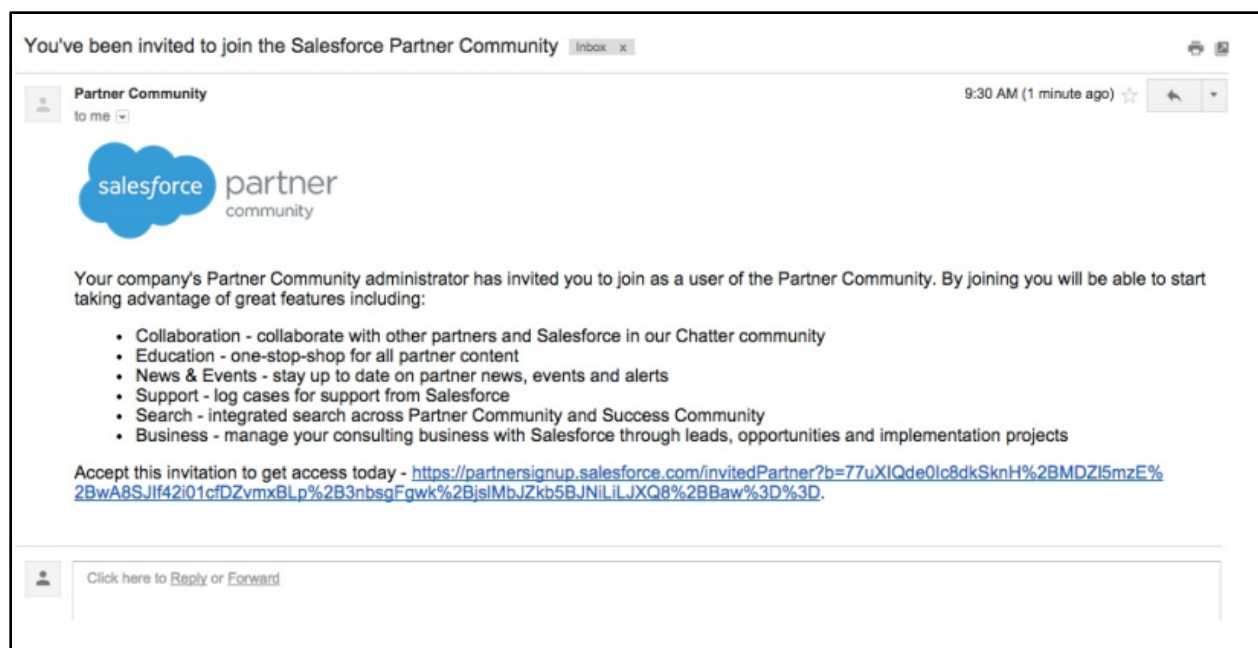 You've been invited to join the Salesforce Partner Community Inbox x
Partner Community
9:30 AM (1 minute ago)
to me
salesforce partner
community
Your company's Partner Community administrator has invited you to join as a user of the Partner Community. By joining you will be able to start
taking advantage of great features including:
• Collaboration - collaborate with other partners and Salesforce in our Chatter community
• Education - one-stop-shop for all partner content
• News & Events - stay up to date on partner news, events and alerts
• Support - log cases for support from Salesforce
• Search - integrated search across Partner Community and Success Community
• Business - manage your consulting business with Salesforce through leads, opportunities and implementation projects
Accept this invitation to get access today - https://partnersignup.salesforce.com/invitedPartner?b=77uXIQde0Ic8dkSknH%2BMDZI5mzE%
2BwA8SJIf42i01cfDZvmxBLp%2B3nbsgFgwk%2BjslMbJZkb5BJNiLiLJXQ8%2BBaw%3D%3D.
Click here to Reply or Forward